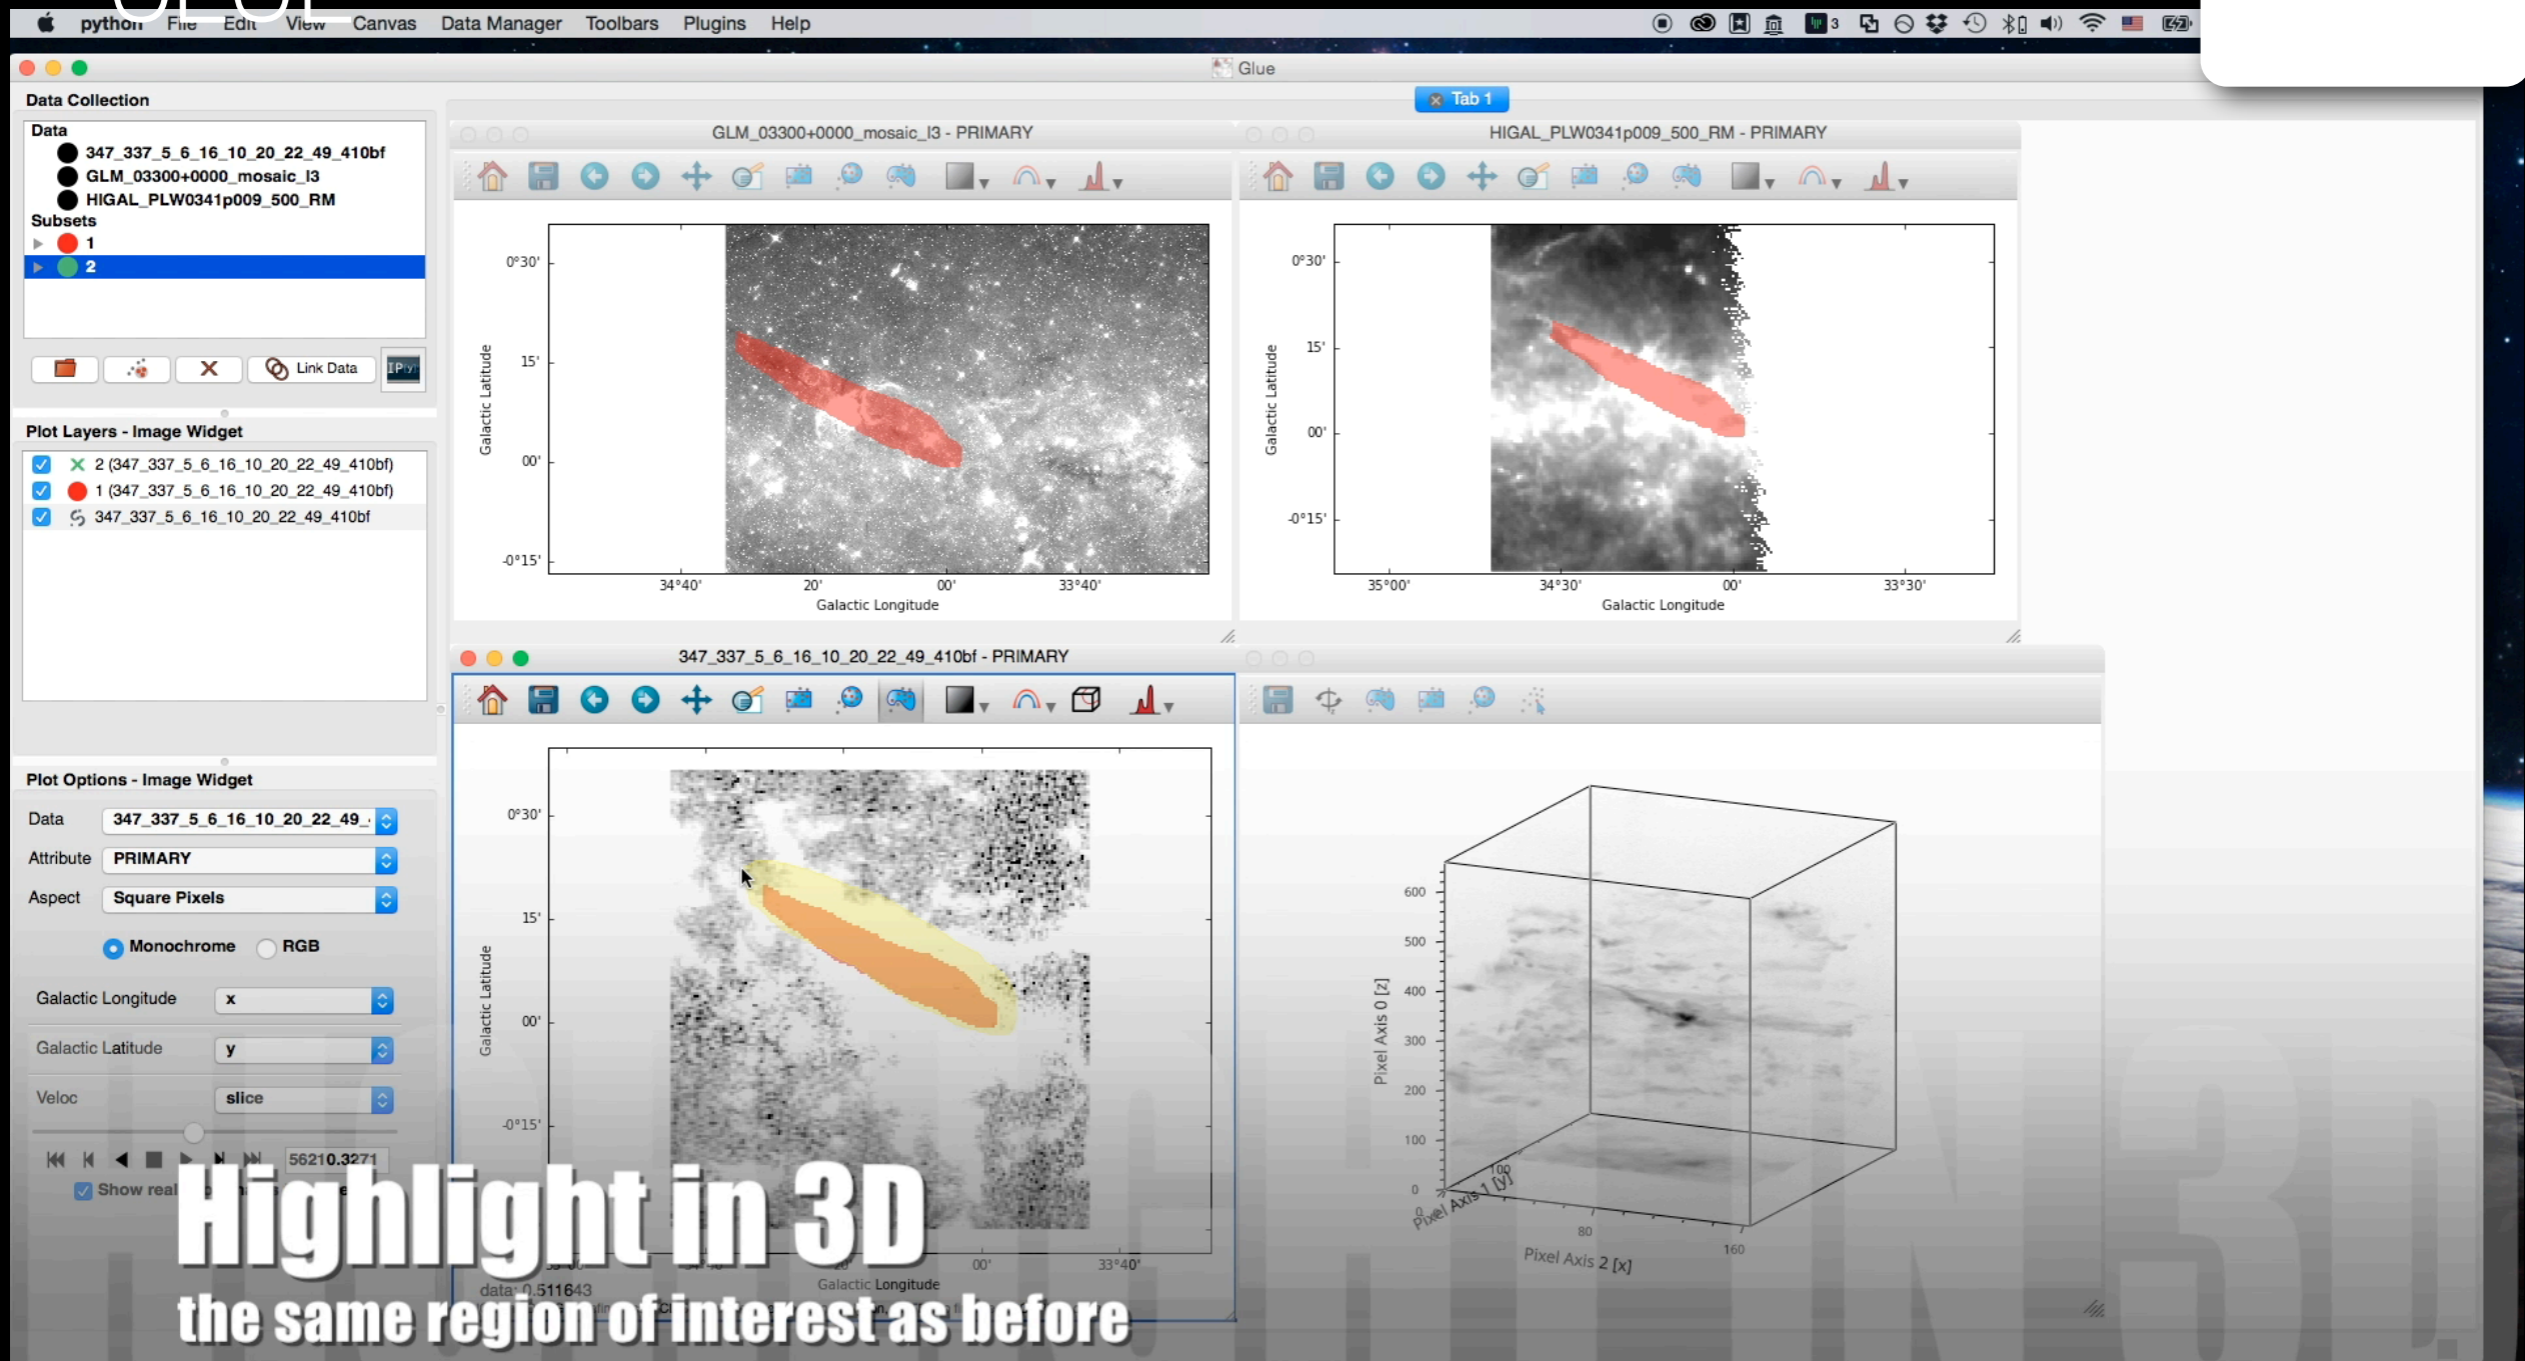 python File Edit View Canvas Data Manager Toolbars Plugins Help
3
Glue
Data Collection
Tab 1
Data
347_337_5_6_16_10_20_22_49_410bf
GLM_03300+0000_mosaic_I3
HIGAL_PLW0341p009_500_RM
Subsets
1
2
Link Data
IP[y]
Plot Layers - Image Widget
2 (347_337_5_6_16_10_20_22_49_410bf)
1 (347_337_5_6_16_10_20_22_49_410bf)
347_337_5_6_16_10_20_22_49_410bf
Plot Options - Image Widget
Data 347_337_5_6_16_10_20_22_49_
Attribute PRIMARY
Aspect Square Pixels
Monochrome RGB
Galactic Longitude x
Galactic Latitude y
Veloc slice
56210.3271
Show real
GLM_03300+0000_mosaic_I3 - PRIMARY
0°30'
15'
00'
-0°15'
Galactic Latitude
34°40' 20' 00' 33°40'
Galactic Longitude
HIGAL_PLW0341p009_500_RM - PRIMARY
0°30'
15'
00'
-0°15'
Galactic Latitude
35°00' 34°30' 00' 33°30'
Galactic Longitude
347_337_5_6_16_10_20_22_49_410bf - PRIMARY
0°30'
15'
00'
-0°15'
Galactic Latitude
00' 33°40'
Galactic Longitude
data: 0.511643
600
500
400
300
200
100
0
Pixel Axis 0 [z]
100
0
Pixel Axis 1 [y]
80
160
Pixel Axis 2 [x]
Highlight in 3D
the same region of interest as before